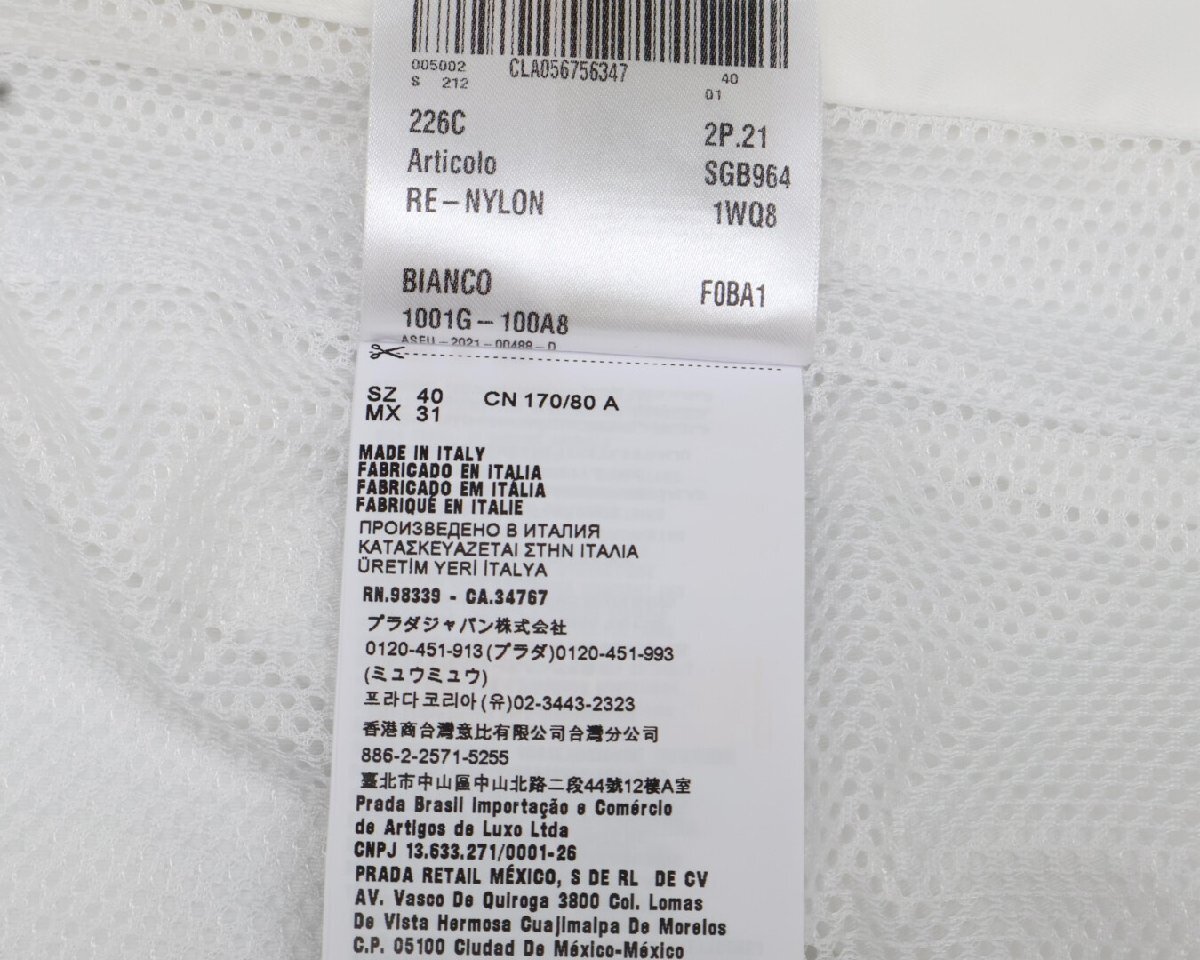 005002 CLA056756347 40
S 212 01
226C 2P.21
Articolo SGB964
RE-NYLON 1WQ8
BIANCO F0BA1
1001G-100A8
ASEU-2021-00488-D
SZ 40 CN 170/80 A
MX 31
MADE IN ITALY
FABRICADO EN ITALIA
FABRICADO EM ITÁLIA
FABRIQUÉ EN ITALIE
ПРОИЗВЕДЕНО В ИТАЛИЯ
ΚΑΤΑΣΚΕΥΑΖΕΤΑΙ ΣΤΗΝ ΙΤΑΛΙΑ
ÜRETİM YERİ İTALYA
RN.98339 - CA.34767
プラダジャパン株式会社
0120-451-913(プラダ)0120-451-993
(ミュウミュウ)
프라다코리아(유)02-3443-2323
香港商台灣意比有限公司台灣分公司
886-2-2571-5255
臺北市中山區中山北路二段44號12樓A室
Prada Brasil Importação e Comércio
de Artigos de Luxo Ltda
CNPJ 13.633.271/0001-26
PRADA RETAIL MÉXICO, S DE RL DE CV
AV. Vasco De Quiroga 3800 Col. Lomas
De Vista Hermosa Cuajimalpa De Morelos
C.P. 05100 Ciudad De México-México